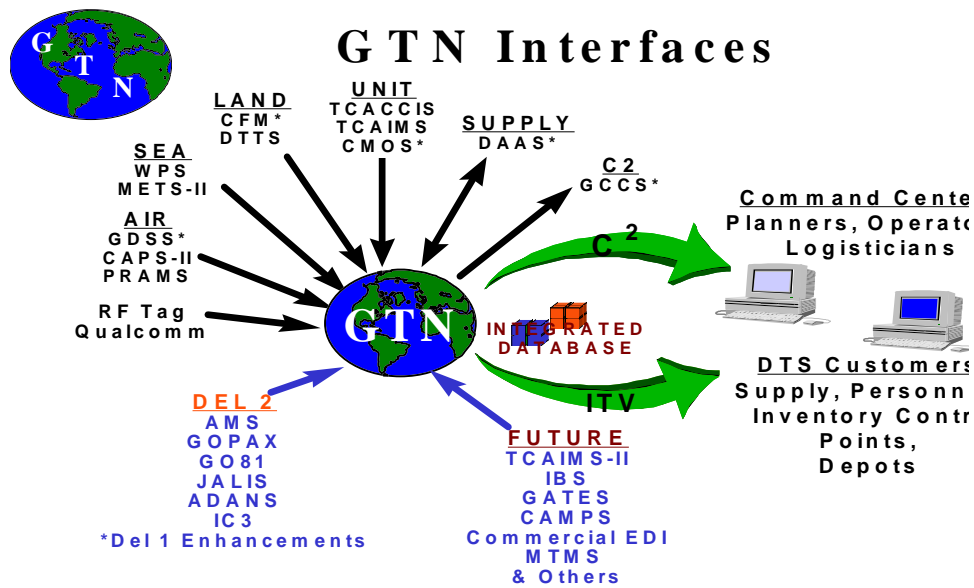 G
T
N
GTN Interfaces
LAND
CFM*
DTTS
UNIT
TCACCIS
TCAIMS
CMOS*
SUPPLY
DAAS*
SEA
WPS
METS-II
C2
GCCS*
AIR
GDSS*
CAPS-II
PRAMS
RF Tag
Qualcomm
GTN
INTEGRATED
DATABASE
C 2
ITV
Command Cente
Planners, Operato
Logisticians
DTS Customers
Supply, Personn
Inventory Contr
Points,
Depots
DEL 2
AMS
GOPAX
GO81
JALIS
ADANS
IC3
*Del 1 Enhancements
FUTURE
TCAIMS-II
IBS
GATES
CAMPS
Commercial EDI
MTMS
& Others